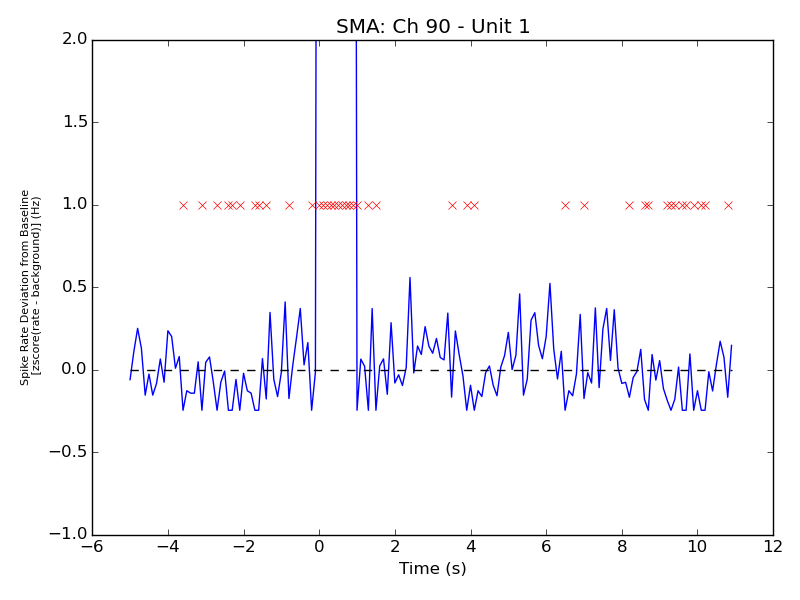 SMA: Ch 90 - Unit 1
2.0
1.5
1.0
0.5
0.0
−0.5
−1.0
Spike Rate Deviation from Baseline
[zscore(rate - background)] (Hz)
−6 −4 −2 0 2 4 6 8 10 12
Time (s)